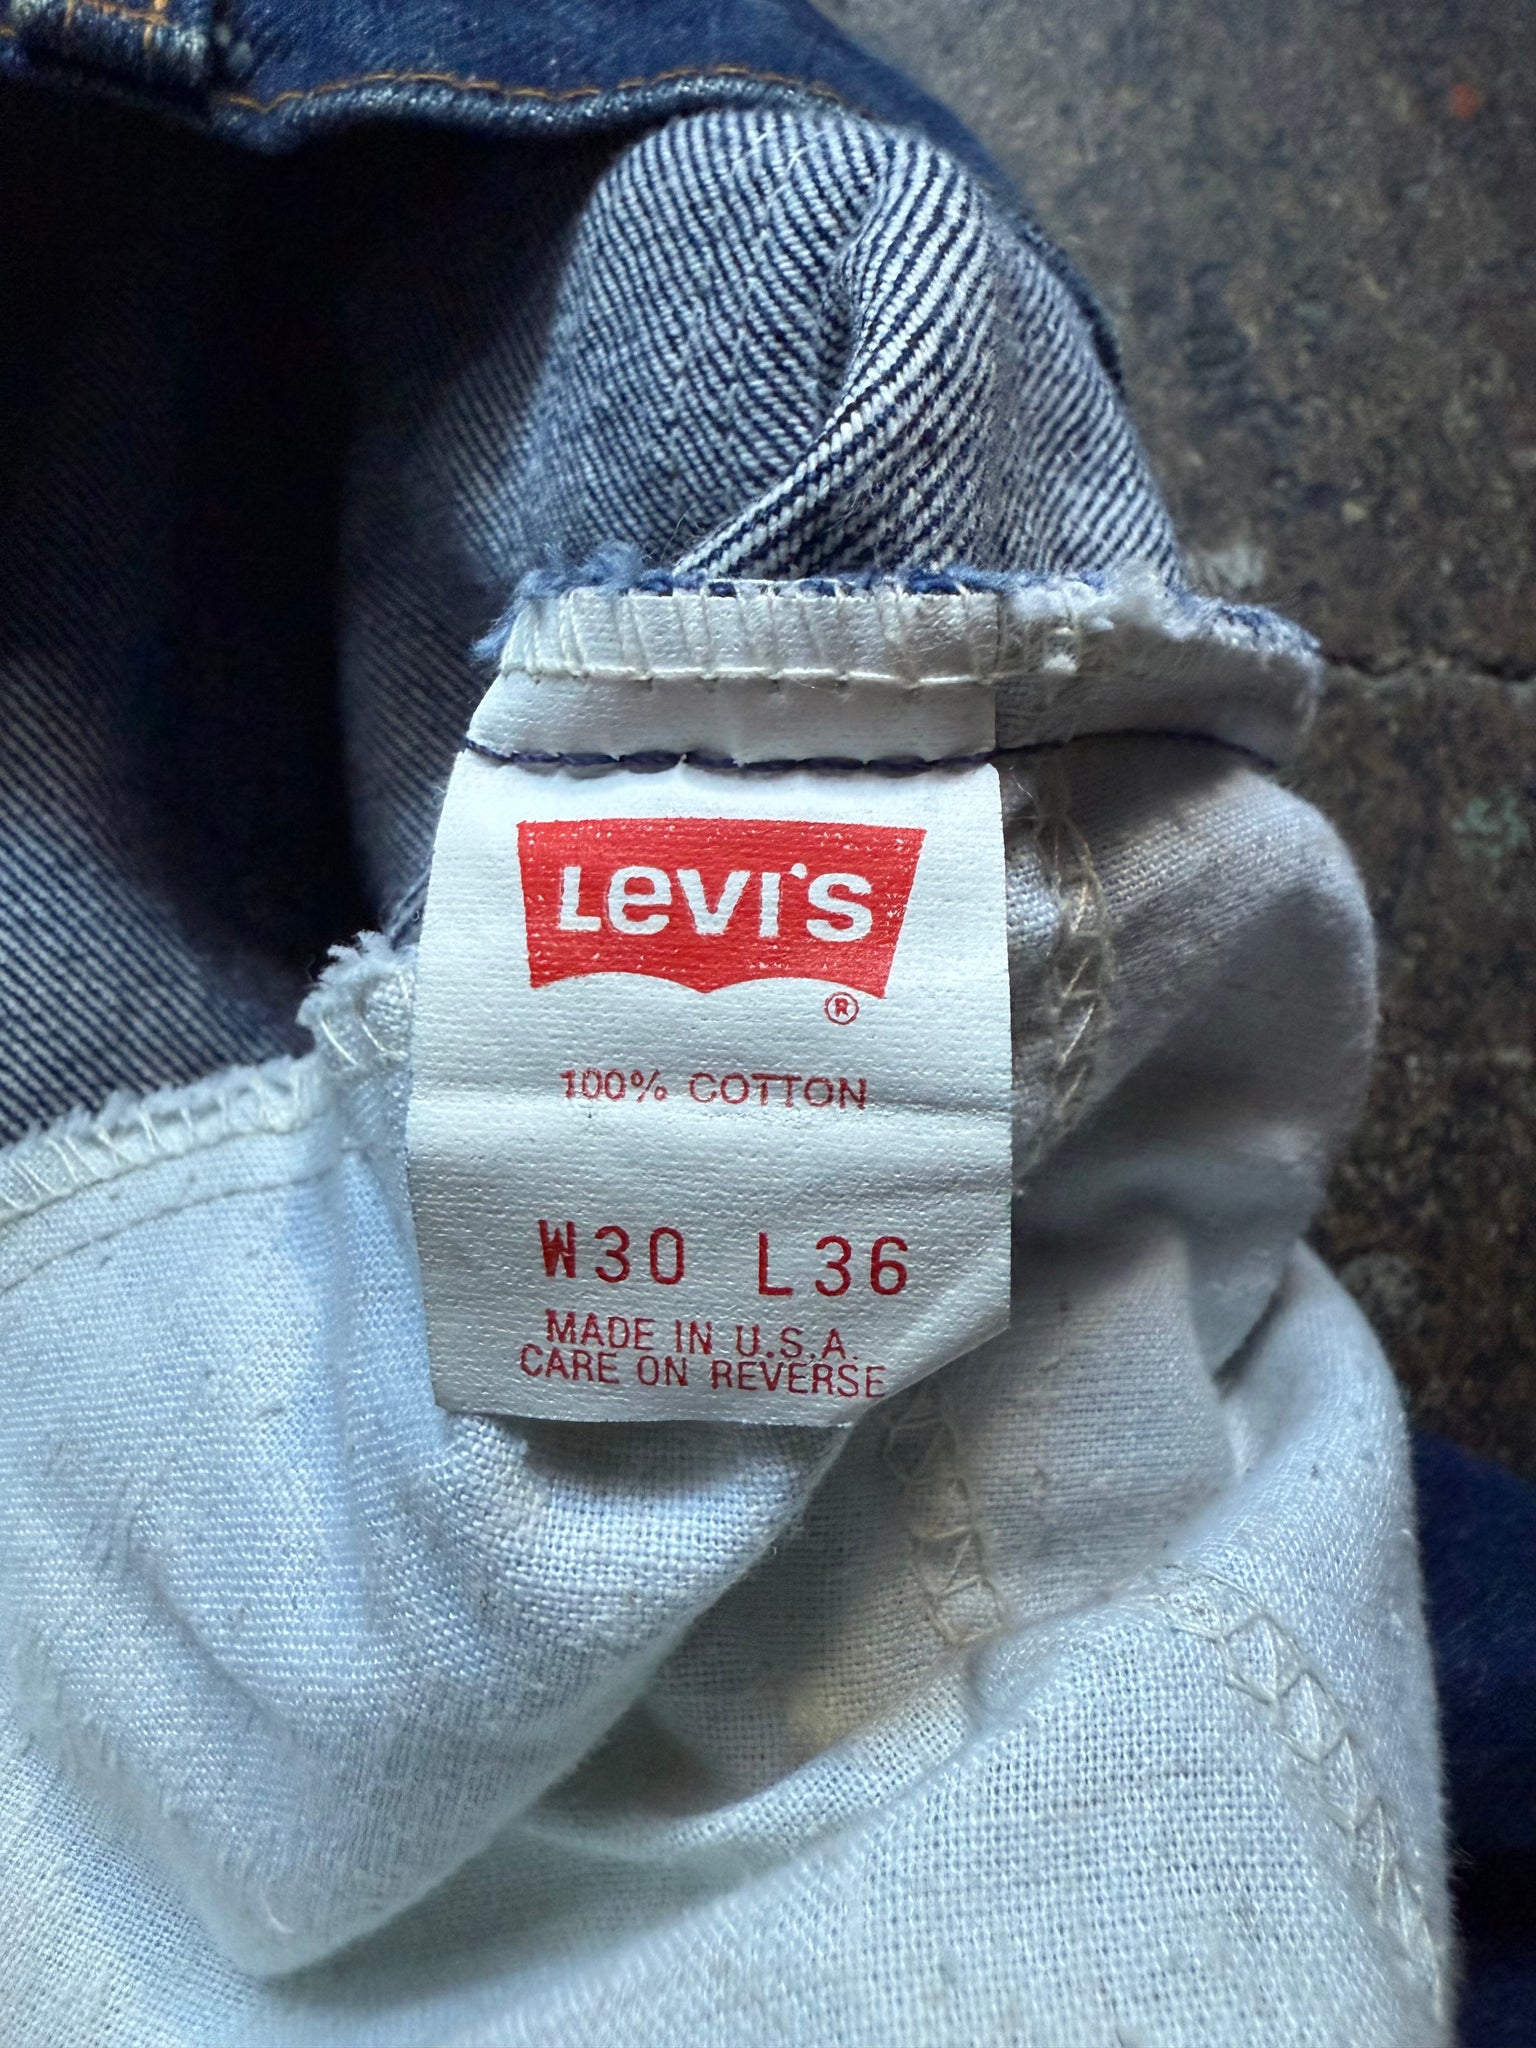 Levi's
®
100% COTTON
W30 L36
MADE IN U.S.A.
CARE ON REVERSE